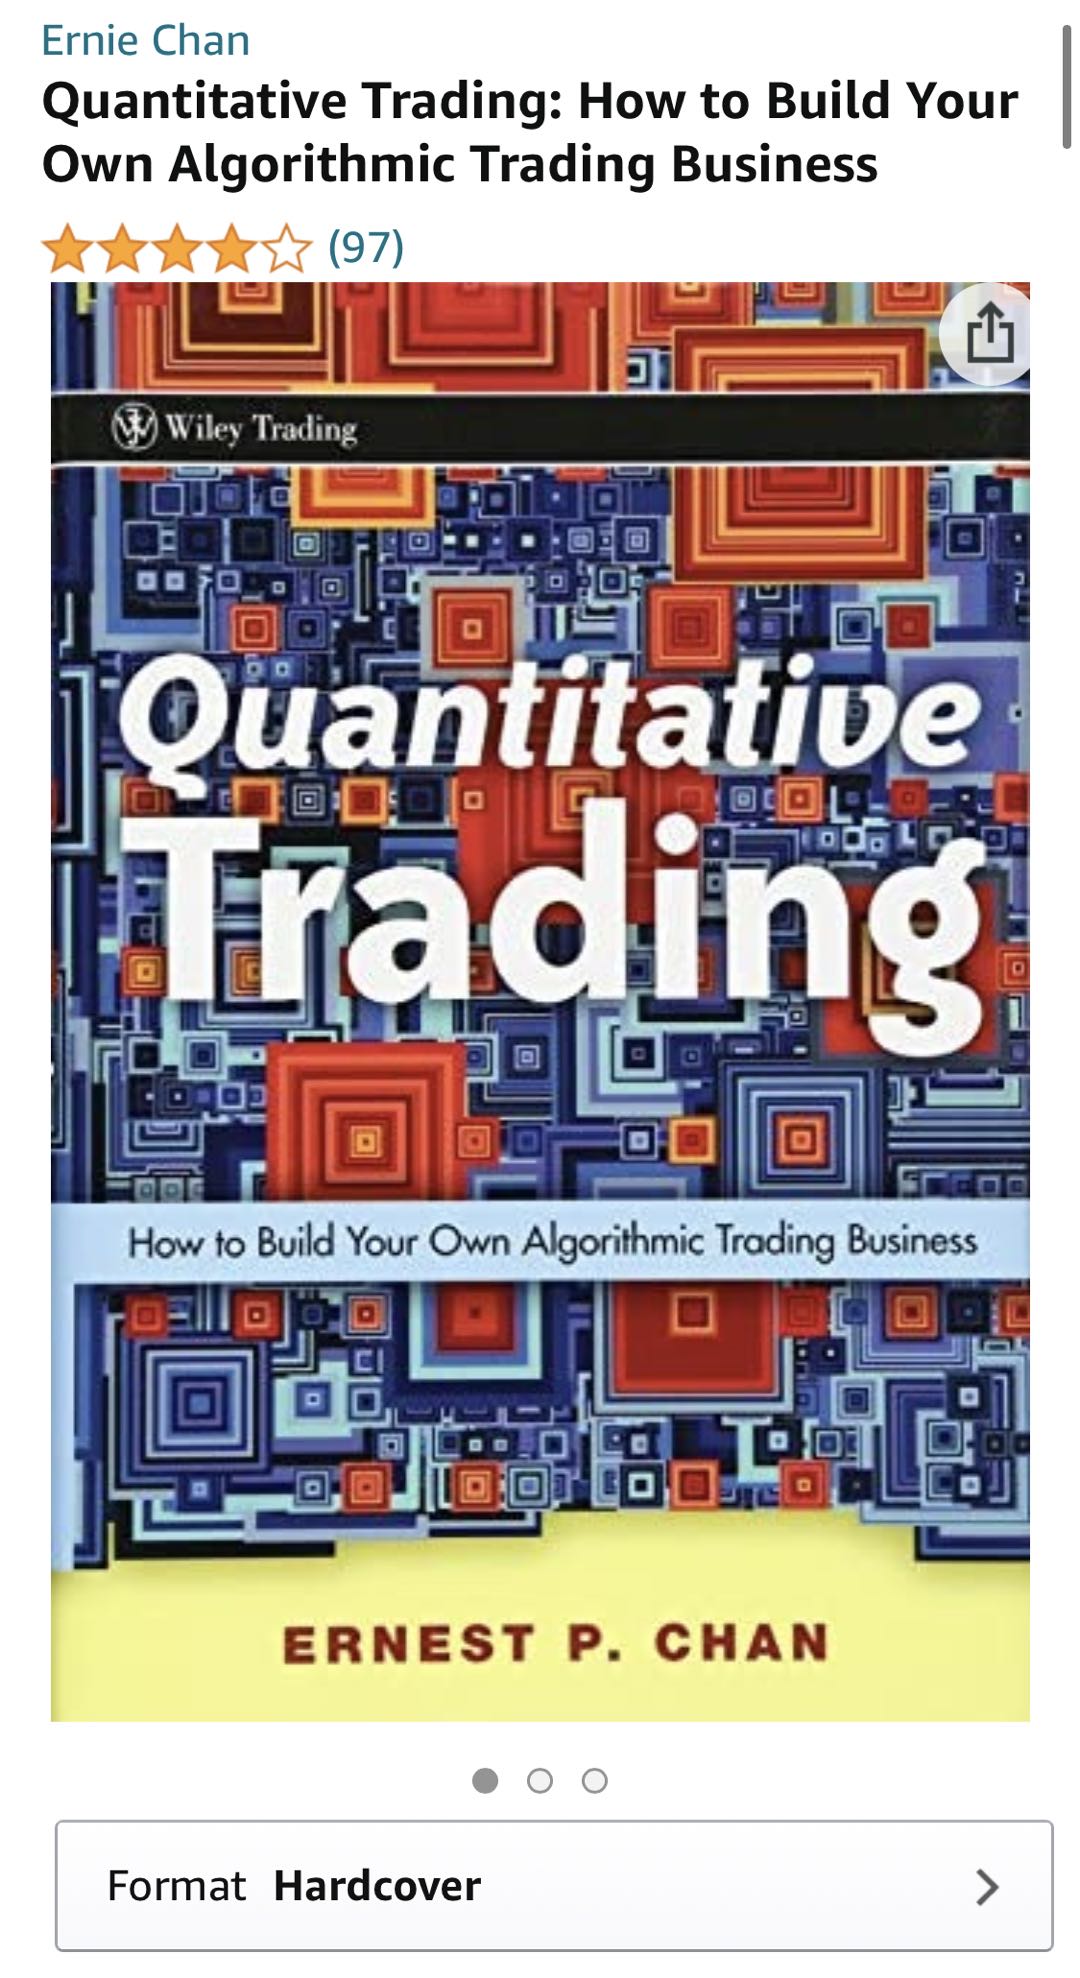 Ernie Chan
Quantitative Trading: How to Build Your
Own Algorithmic Trading Business
(97)
Wiley Trading
Quantitative
Trading
How to Build Your Own Algorithmic Trading Business
ERNEST P. CHAN
Format Hardcover